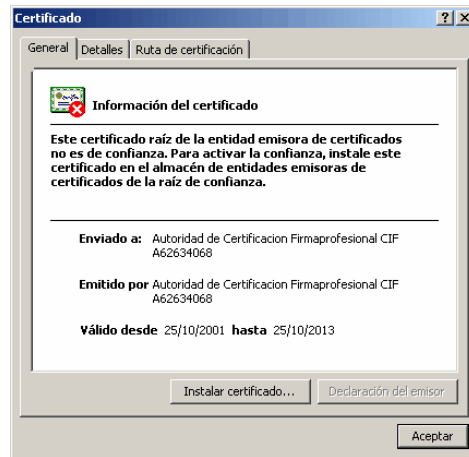 Certificado
General Detalles Ruta de certificación
Información del certificado
Este certificado raíz de la entidad emisora de certificados
no es de confianza. Para activar la confianza, instale este
certificado en el almacén de entidades emisoras de
certificados de la raíz de confianza.
Enviado a: Autoridad de Certificacion Firmaprofesional CIF
A62634068
Emitido por Autoridad de Certificacion Firmaprofesional CIF
A62634068
Válido desde 25/10/2001 hasta 25/10/2013
Instalar certificado... Declaración del emisor
Aceptar